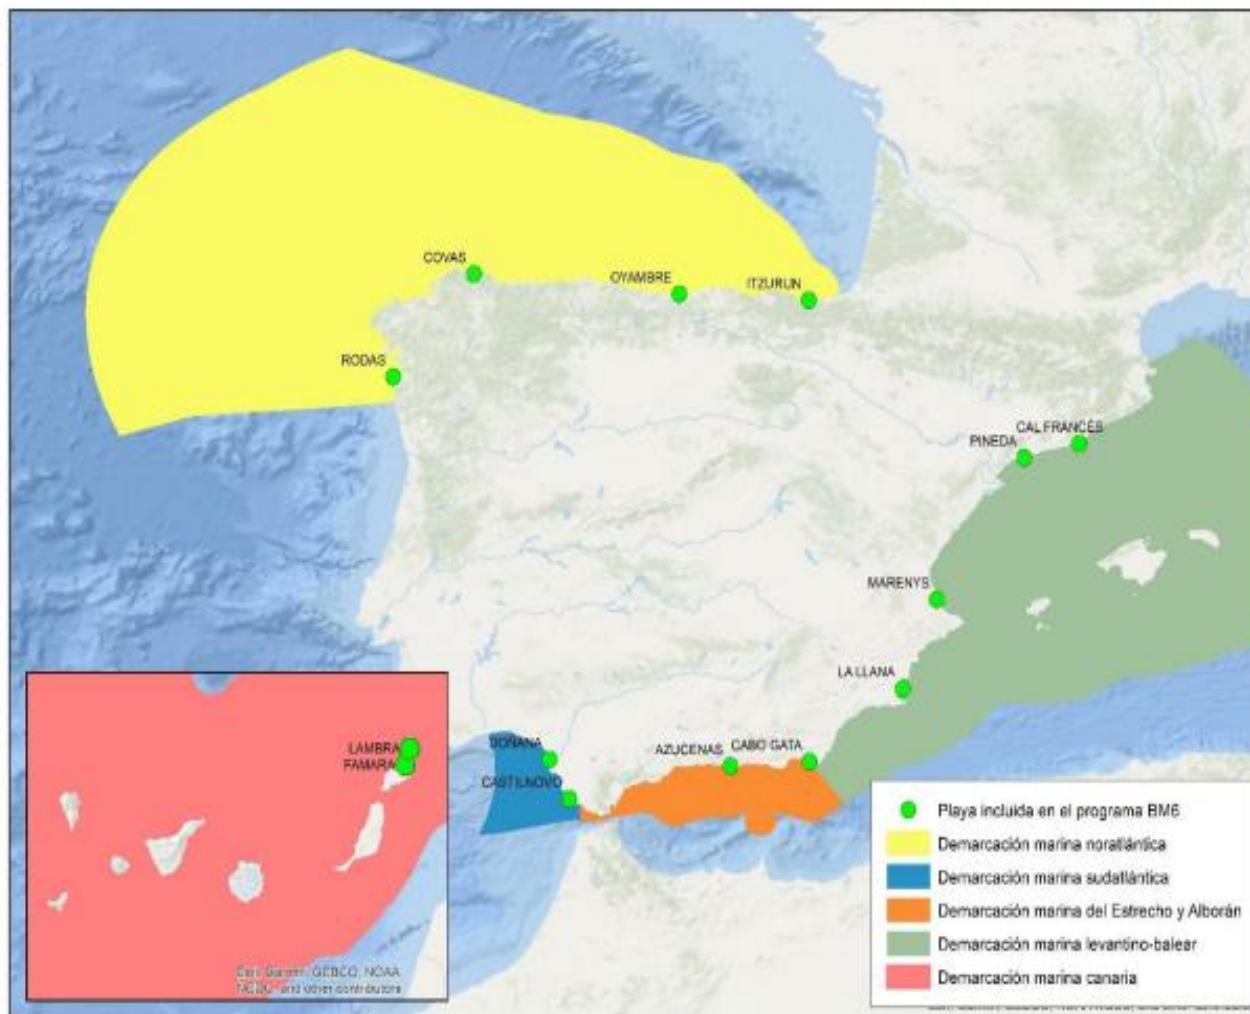 COVAS
OYAMBRE
ITZURUN
RODAS
CAL FRANCÈS
PINEDA
MARENYS
LA LLANA
DOÑANA
AZUCENAS
CABO GATA
CASTILNOVO
LAMBRA
FAMARA
Esri, Garmin, GEBCO, NOAA
NGDC, and other contributors
Playa incluida en el programa BM6
Demarcación marina noratlántica
Demarcación marina sudatlántica
Demarcación marina del Estrecho y Alborán
Demarcación marina levantino-balear
Demarcación marina canaria